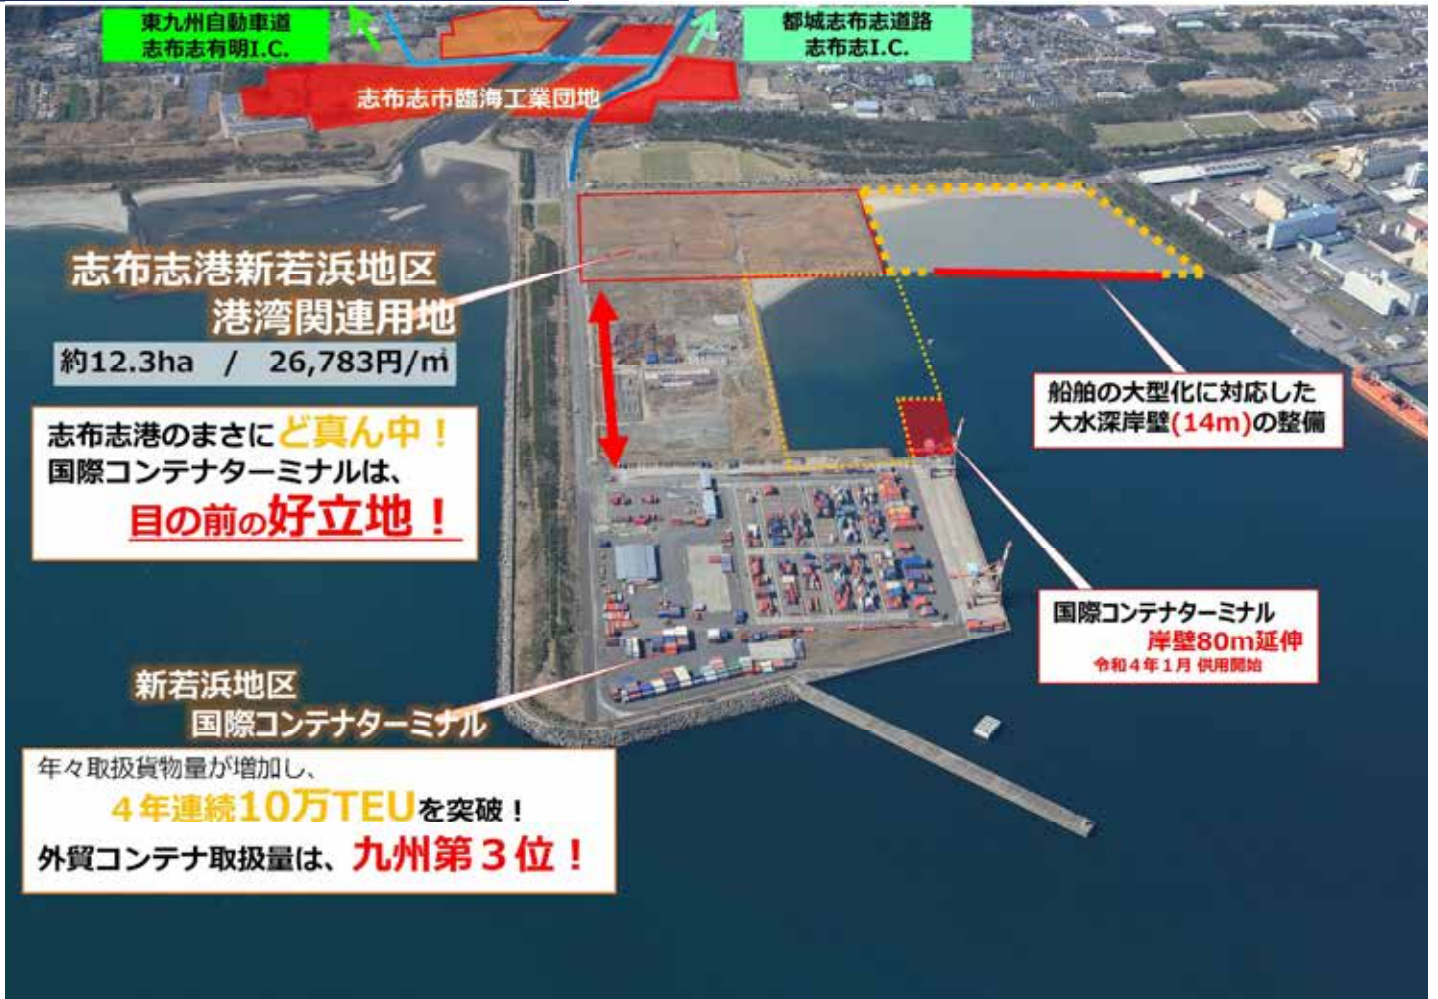 東九州自動車道
志布志有明I.C.
都城志布志道路
志布志I.C.
志布志市臨海工業団地
志布志港新若浜地区
港湾関連用地
約12.3ha / 26,783円/㎡
志布志港のまさにど真ん中！
国際コンテナターミナルは、
目の前の好立地！
船舶の大型化に対応した
大水深岸壁(14m)の整備
国際コンテナターミナル
岸壁80m延伸
令和４年１月 供用開始
新若浜地区
国際コンテナターミナル
年々取扱貨物量が増加し、
４年連続10万TEUを突破！
外貿コンテナ取扱量は、九州第３位！